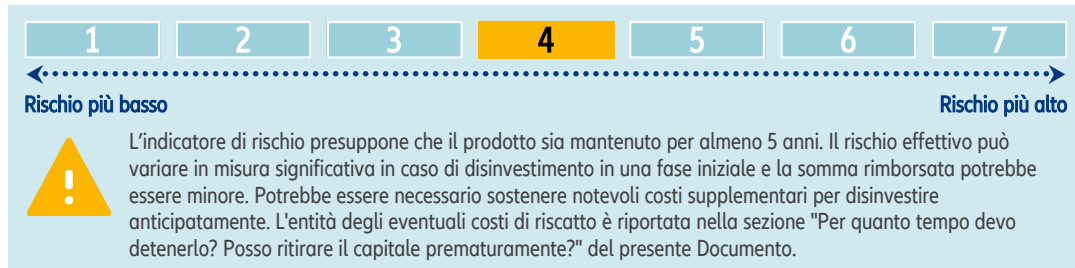 1 2 3 4 5 6 7
Rischio più basso Rischio più alto
L’indicatore di rischio presuppone che il prodotto sia mantenuto per almeno 5 anni. Il rischio effettivo può
variare in misura significativa in caso di disinvestimento in una fase iniziale e la somma rimborsata potrebbe
essere minore. Potrebbe essere necessario sostenere notevoli costi supplementari per disinvestire
anticipatamente. L'entità degli eventuali costi di riscatto è riportata nella sezione "Per quanto tempo devo
detenerlo? Posso ritirare il capitale prematuramente?" del presente Documento.